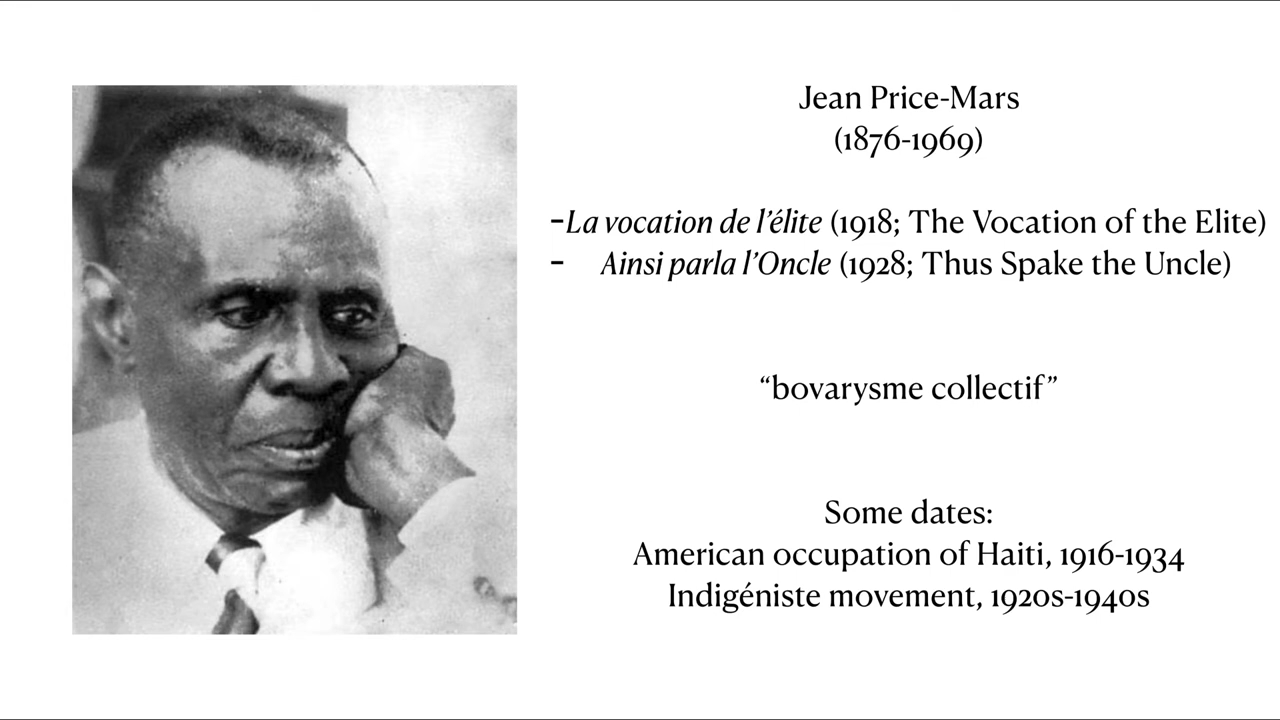 Jean Price-Mars
(1876-1969)
-La vocation de l'élite (1918; The Vocation of the Elite)
- Ainsi parla l'Oncle (1928; Thus Spake the Uncle)
“bovarysme collectif”
Some dates:
American occupation of Haiti, 1916-1934
Indigéniste movement, 1920s-1940s